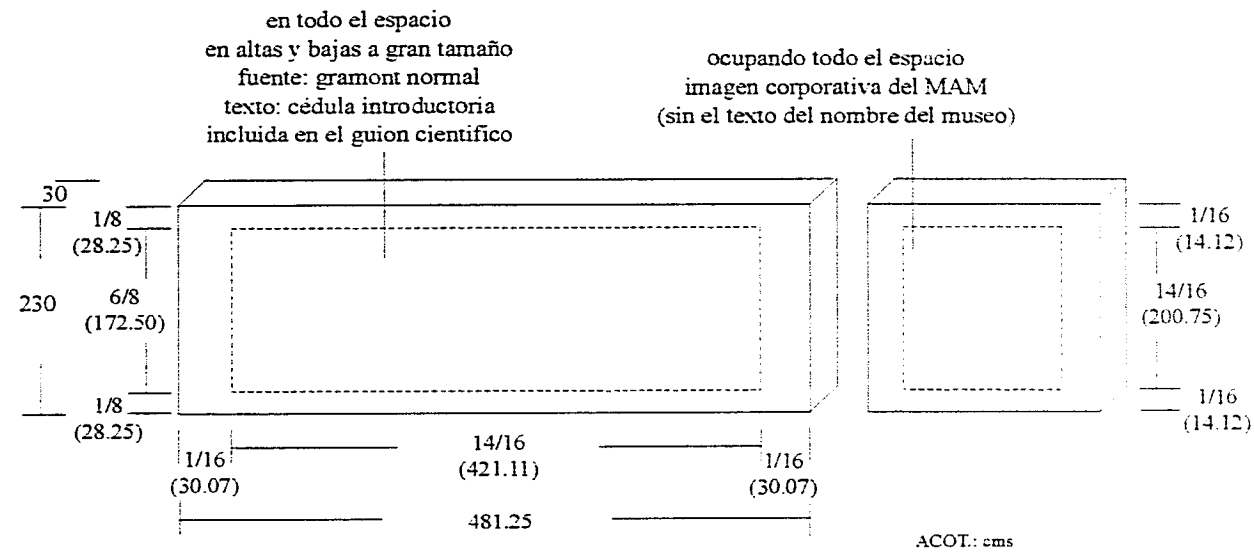 en todo el espacio
en altas y bajas a gran tamaño
fuente: gramont normal
texto: cédula introductoria
incluida en el guion cientifico
ocupando todo el espacio
imagen corporativa del MAM
(sin el texto del nombre del museo)
30
1/8
(28.25)
230
6/8
(172.50)
1/8
(28.25)
1/16
(30.07)
14/16
(421.11)
1/16
(30.07)
481.25
1/16
(14.12)
14/16
(200.75)
1/16
(14.12)
ACOT.: cms